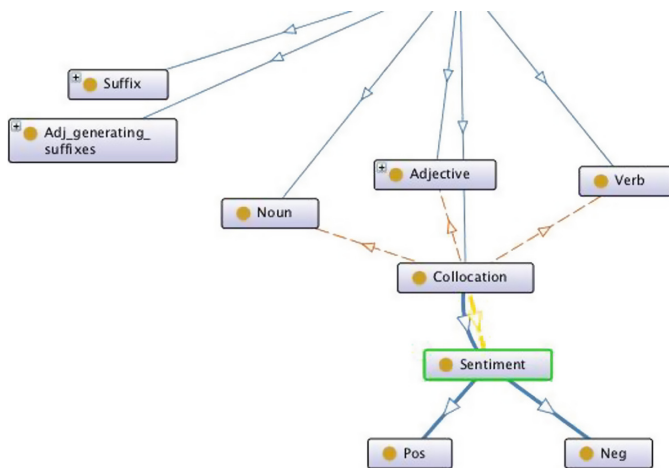 Suffix
Adj_generating_
suffixes
Adjective
Verb
Noun
Collocation
Sentiment
Pos
Neg